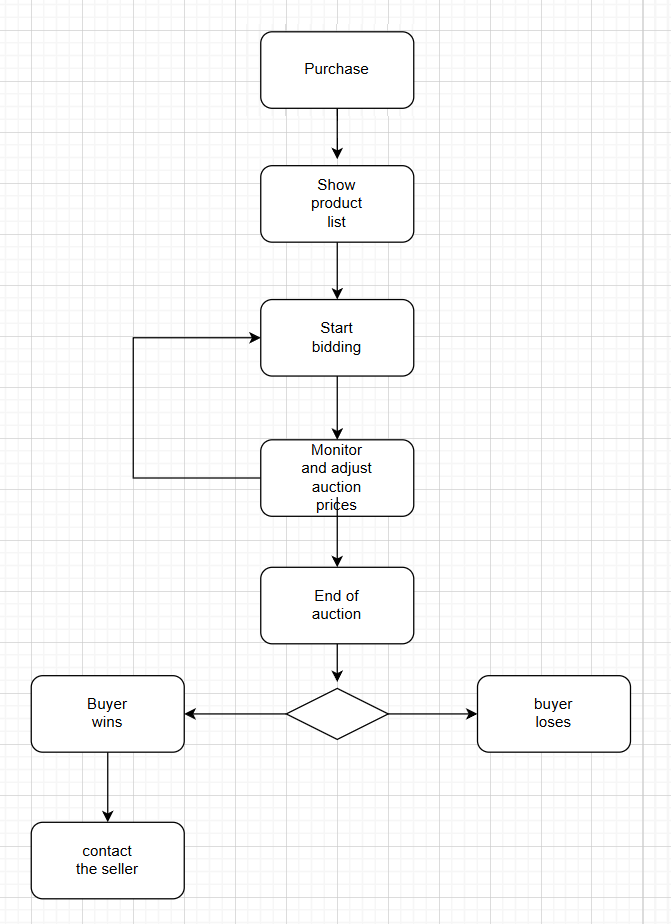 Purchase
Show
product
list
Start
bidding
Monitor
and adjust
auction
prices
End of
auction
Buyer
wins
buyer
loses
contact
the seller